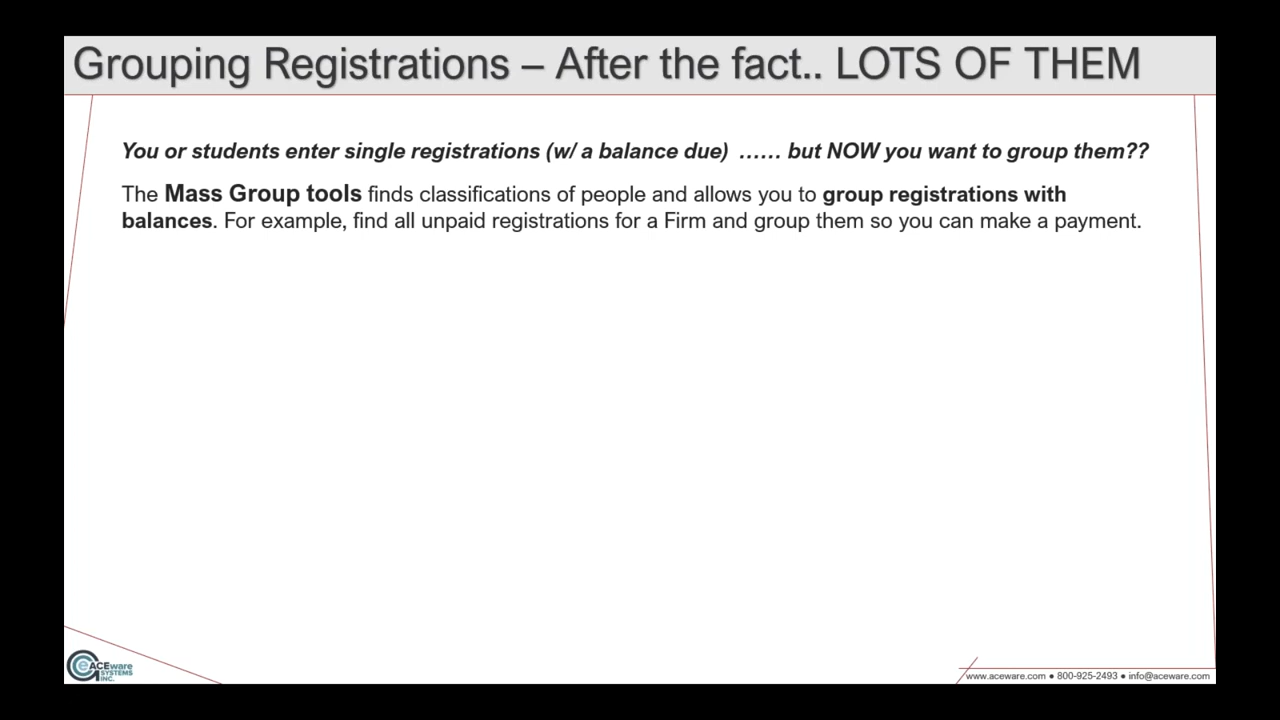 Grouping Registrations – After the fact.. LOTS OF THEM
You or students enter single registrations (w/ a balance due) …… but NOW you want to group them??
The Mass Group tools finds classifications of people and allows you to group registrations with
balances. For example, find all unpaid registrations for a Firm and group them so you can make a payment.
ACEware
SYSTEMS
INC.
www.aceware.com ● 800-925-2493 ● info@aceware.com